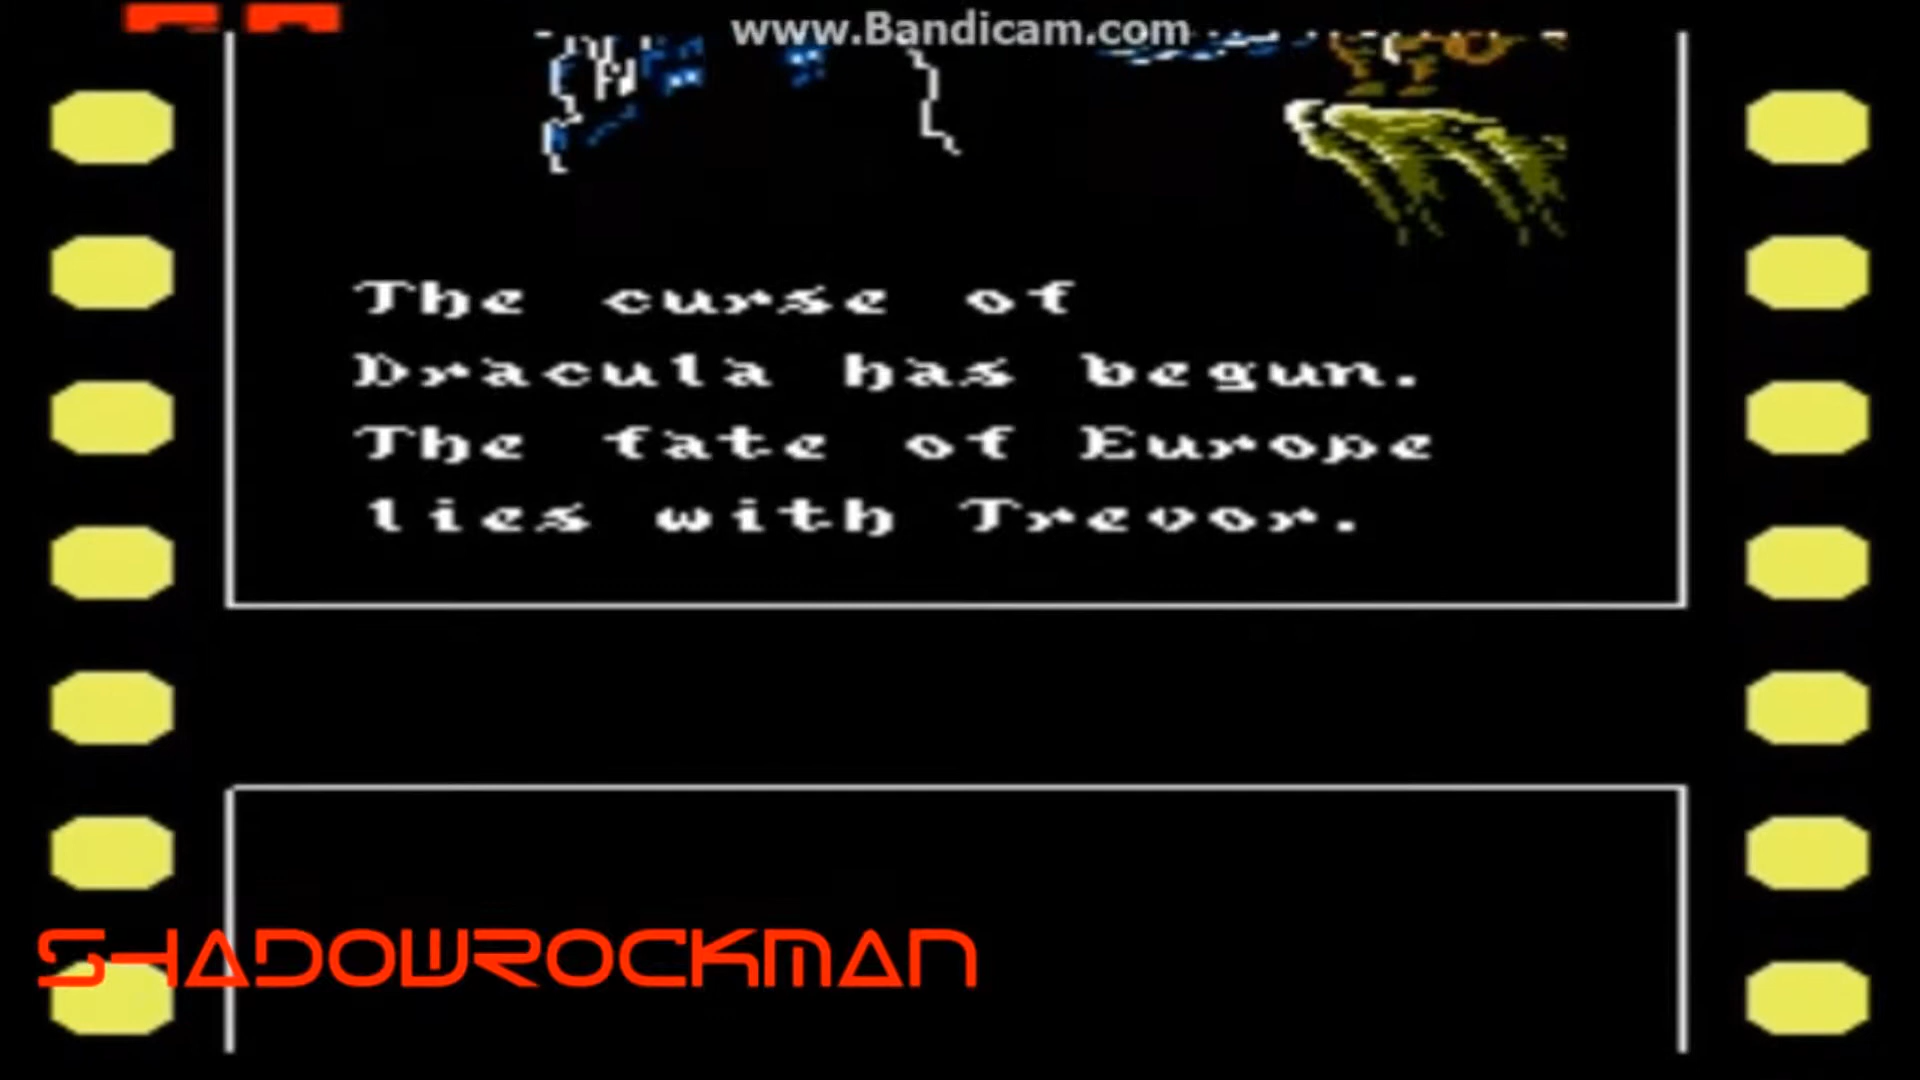 www.Bandicam.com
The curse of
Dracula has begun.
The fate of Europe
lies with Trevor.
SHADOWROCKMAN